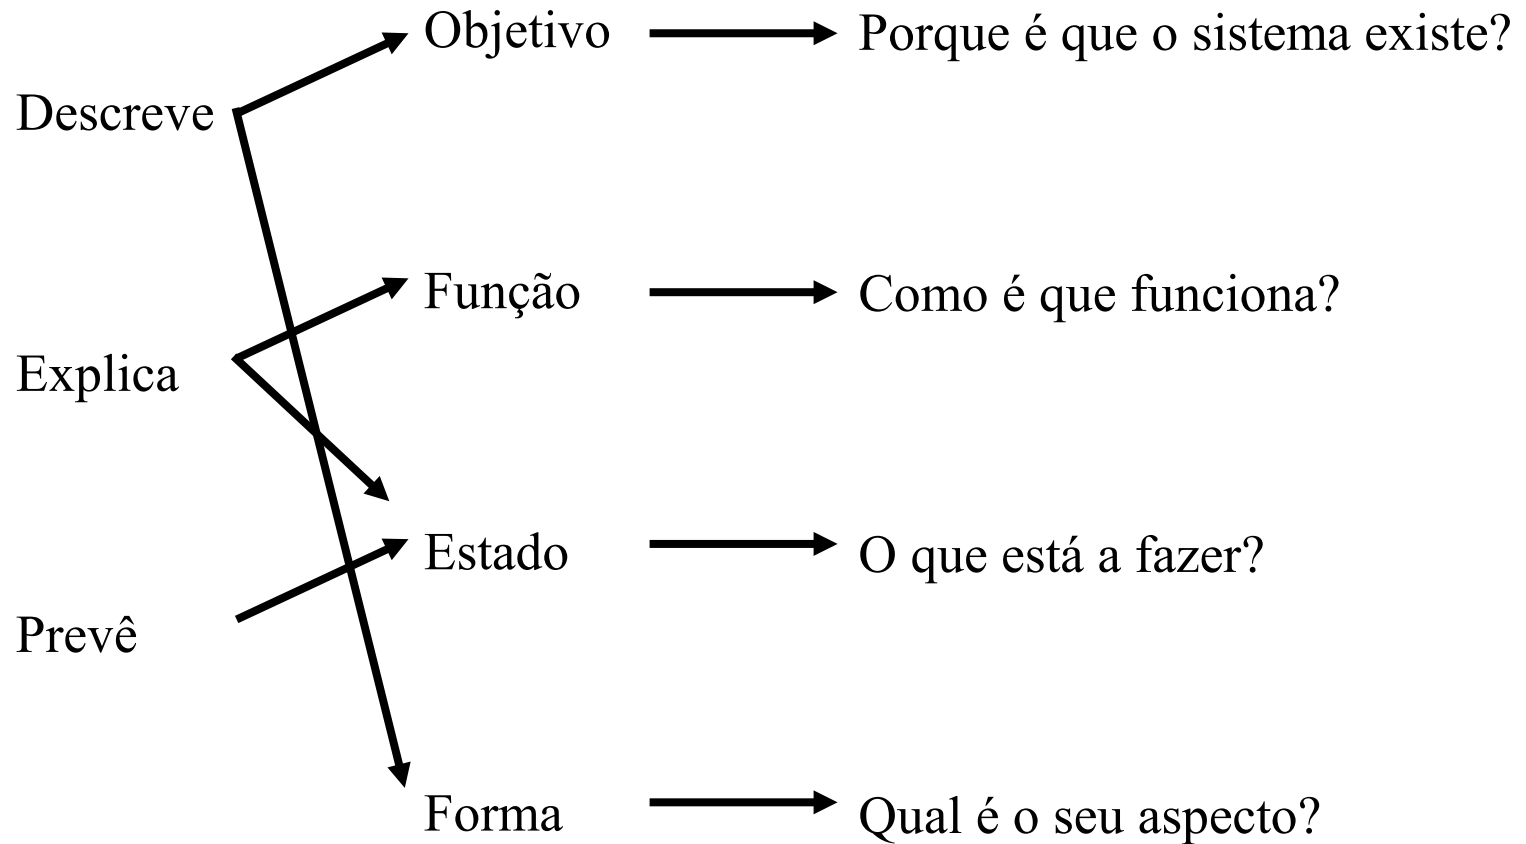 Objetivo
Porque é que o sistema existe?
Descreve
Função
Como é que funciona?
Explica
Estado
O que está a fazer?
Prevê
Forma
Qual é o seu aspecto?